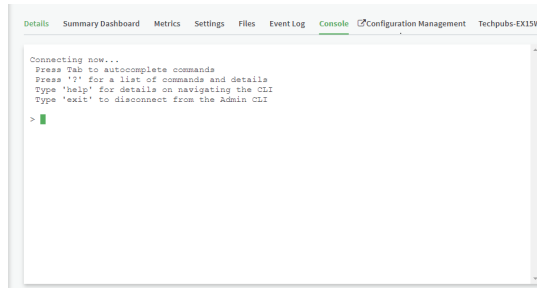 Details Summary Dashboard Metrics Settings Files Event Log Console Configuration Management Techpubs-EX15W
Connecting now...
Press Tab to autocomplete commands
Press '?' for a list of commands and details
Type 'help' for details on navigating the CLI
Type 'exit' to disconnect from the Admin CLI
>